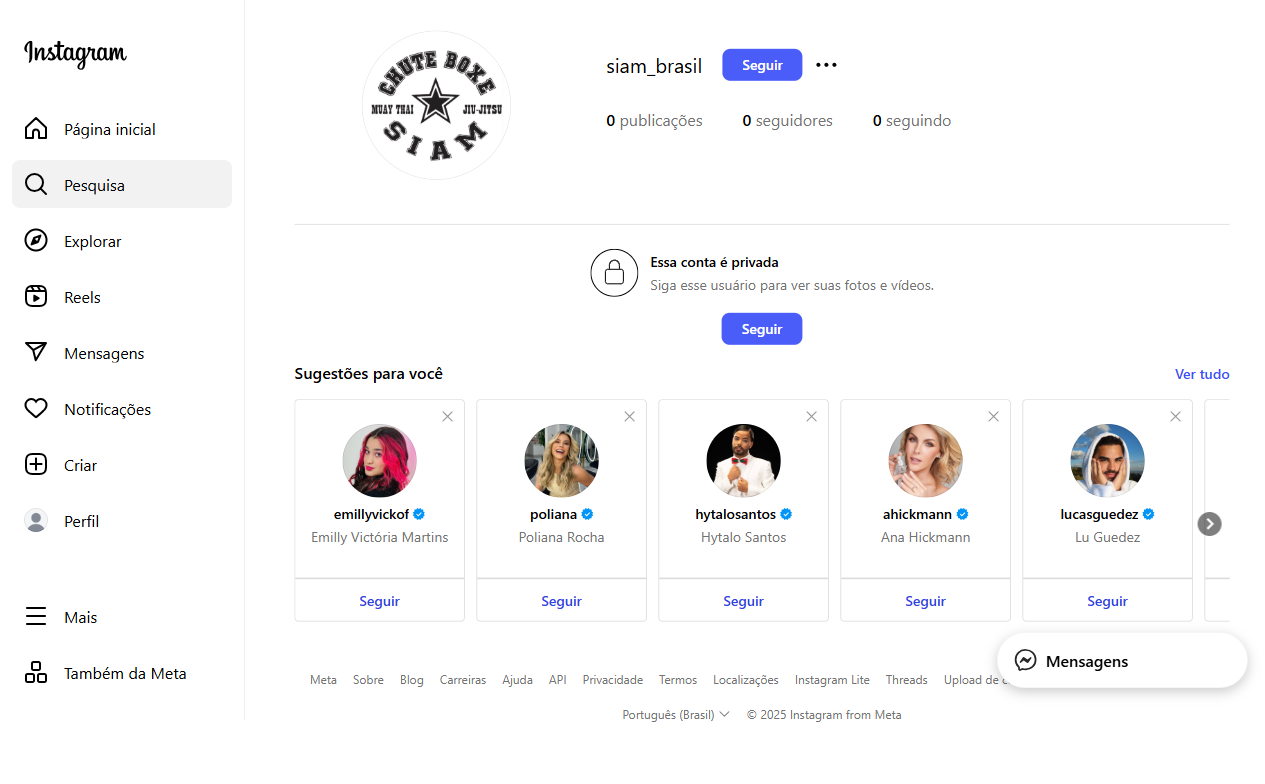 Instagram
Página inicial
Pesquisa
Explorar
Reels
Mensagens
Notificações
Criar
Perfil
Mais
Também da Meta
CHUTE BOXE
MUAY THAI JIU-JITSU
SIAM
siam_brasil Seguir
0 publicações 0 seguidores 0 seguindo
Essa conta é privada
Siga esse usuário para ver suas fotos e vídeos.
Seguir
Sugestões para você Ver tudo
emillyvickof
Emilly Victória Martins
Seguir
poliana
Poliana Rocha
Seguir
hytalosantos
Hytalo Santos
Seguir
ahickmann
Ana Hickmann
Seguir
lucasguedez
Lu Guedez
Seguir
Mensagens
Meta Sobre Blog Carreiras Ajuda API Privacidade Termos Localizações Instagram Lite Threads Upload de
Português (Brasil) © 2025 Instagram from Meta